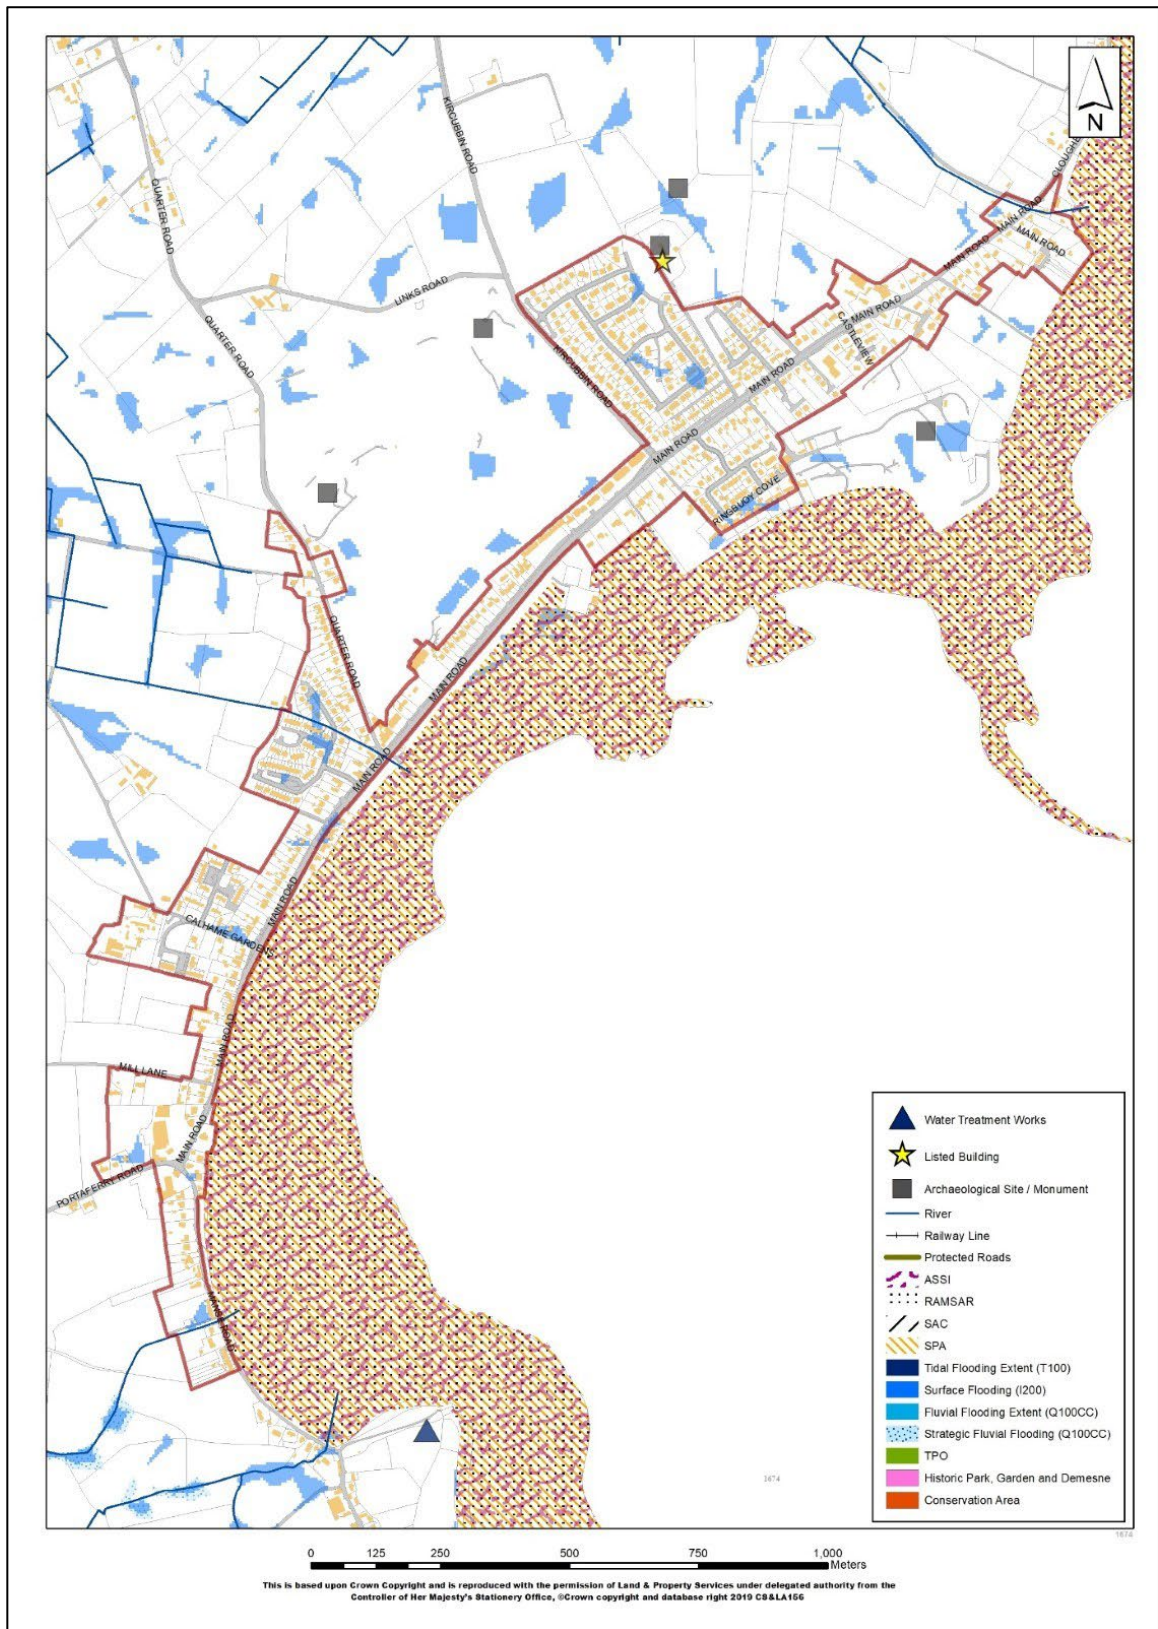 N
CLOUGHE
KIRCUBBIN ROAD
QUARTER ROAD
MAIN ROAD
MAIN ROAD
MAIN ROAD
LINKS ROAD
MAIN ROAD
CASTLEVIEW
QUARTER ROAD
KIRCUBBIN ROAD
MAIN ROAD
MAIN ROAD
RINGBUOY COVE
QUARTER ROAD
MAIN ROAD
MAIN ROAD
MAIN ROAD
CALHAME GARDENS
MAIN ROAD
MILL LANE
MAIN ROAD
PORTAFERRY ROAD
MANSE ROAD
Water Treatment Works
Listed Building
Archaeological Site / Monument
River
Railway Line
Protected Roads
ASSI
RAMSAR
SAC
SPA
Tidal Flooding Extent (T100)
Surface Flooding (I200)
Fluvial Flooding Extent (Q100CC)
Strategic Fluvial Flooding (Q100CC)
TPO
Historic Park, Garden and Demesne
Conservation Area
1674
1674
0 125 250 500 750 1,000
Meters
This is based upon Crown Copyright and is reproduced with the permission of Land & Property Services under delegated authority from the
Controller of Her Majesty's Stationery Office, ©Crown copyright and database right 2019 CS&LA156